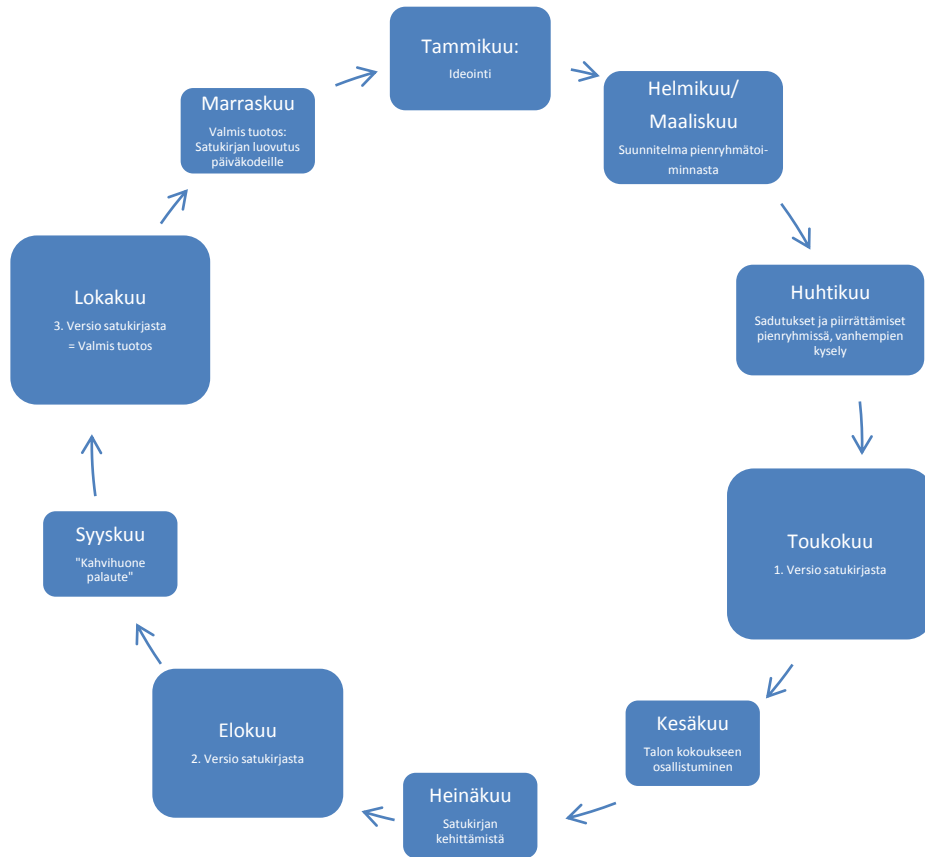 Tammikuu:
Ideointi
Helmikuu/
Maaliskuu
Suunnitelma pienryhmätoi-
minnasta
Huhtikuu
Sadutukset ja piirrättämiset
pienryhmissä, vanhempien
kysely
Toukokuu
1. Versio satukirjasta
Kesäkuu
Talon kokoukseen
osallistuminen
Heinäkuu
Satukirjan
kehittämistä
Elokuu
2. Versio satukirjasta
Syyskuu
"Kahvihuone
palaute"
Lokakuu
3. Versio satukirjasta
= Valmis tuotos
Marraskuu
Valmis tuotos:
Satukirjan luovutus
päiväkodeille